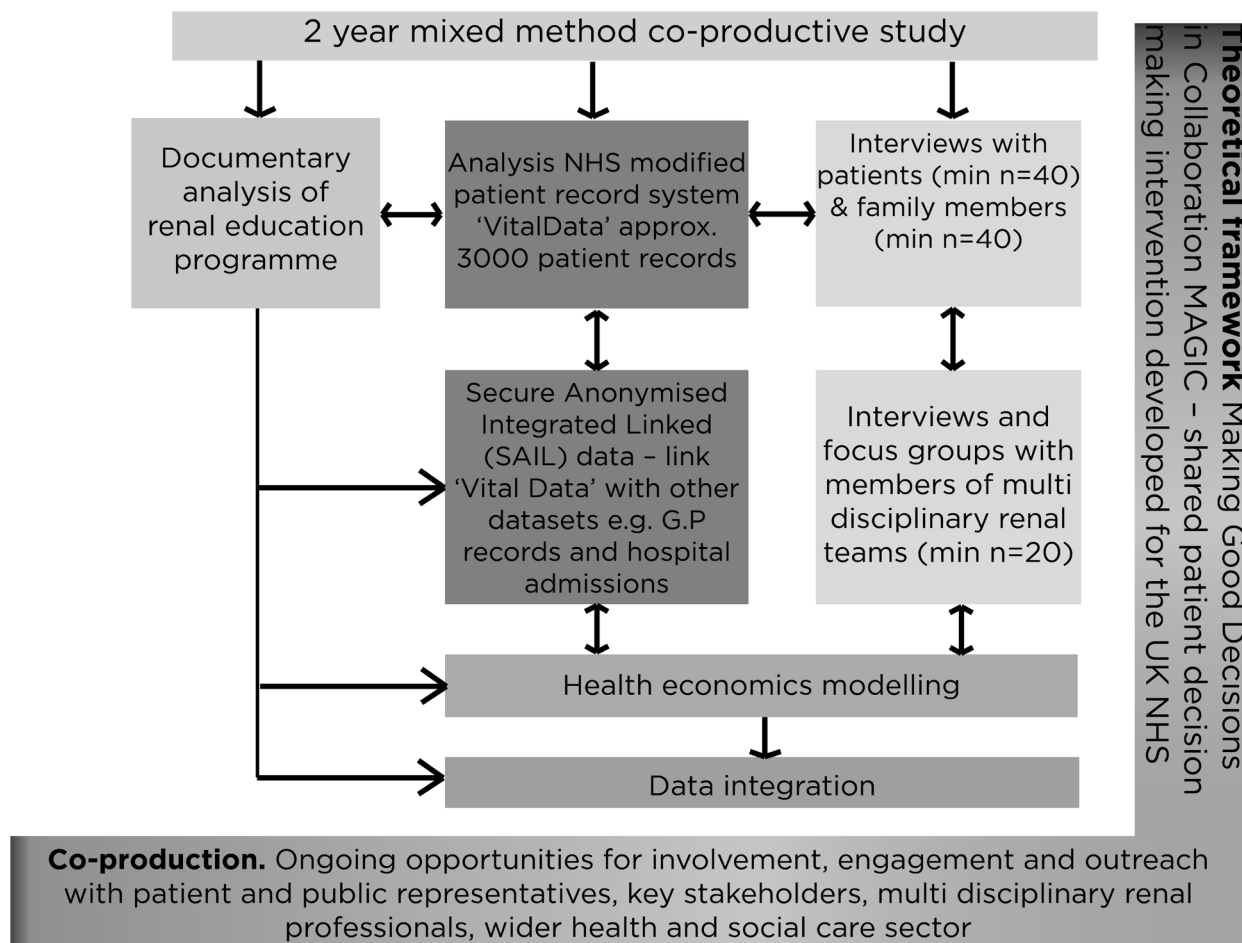 2 year mixed method co-productive study
Documentary
analysis of
renal education
programme
Analysis NHS modified
patient record system
‘VitalData’ approx.
3000 patient records
Interviews with
patients (min n=40)
& family members
(min n=40)
Secure Anonymised
Integrated Linked
(SAIL) data – link
‘Vital Data’ with other
datasets e.g. G.P
records and hospital
admissions
Interviews and
focus groups with
members of multi
disciplinary renal
teams (min n=20)
Health economics modelling
Data integration
Theoretical framework Making Good Decisions
in Collaboration MAGIC – shared patient decision
making intervention developed for the UK NHS
Co-production. Ongoing opportunities for involvement, engagement and outreach
with patient and public representatives, key stakeholders, multi disciplinary renal
professionals, wider health and social care sector